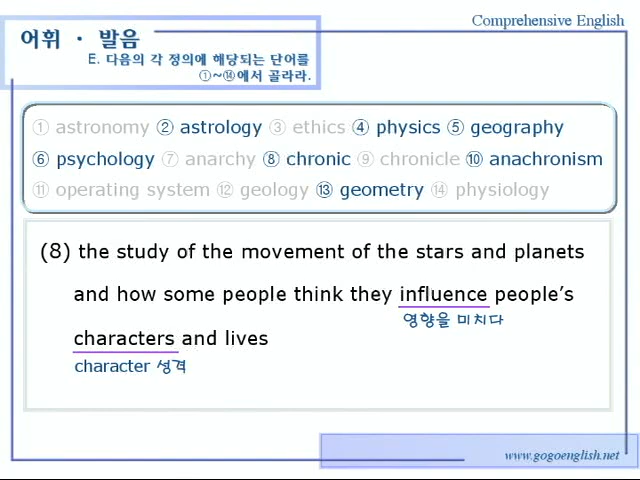 Comprehensive English
어휘 · 발음
E. 다음의 각 정의에 해당되는 단어를
①~⑭에서 골라라.
① astronomy ② astrology ③ ethics ④ physics ⑤ geography
⑥ psychology ⑦ anarchy ⑧ chronic ⑨ chronicle ⑩ anachronism
⑪ operating system ⑫ geology ⑬ geometry ⑭ physiology
(8) the study of the movement of the stars and planets
and how some people think they influence people's
영향을 미치다
characters and lives
character 성격
www.gogoenglish.net